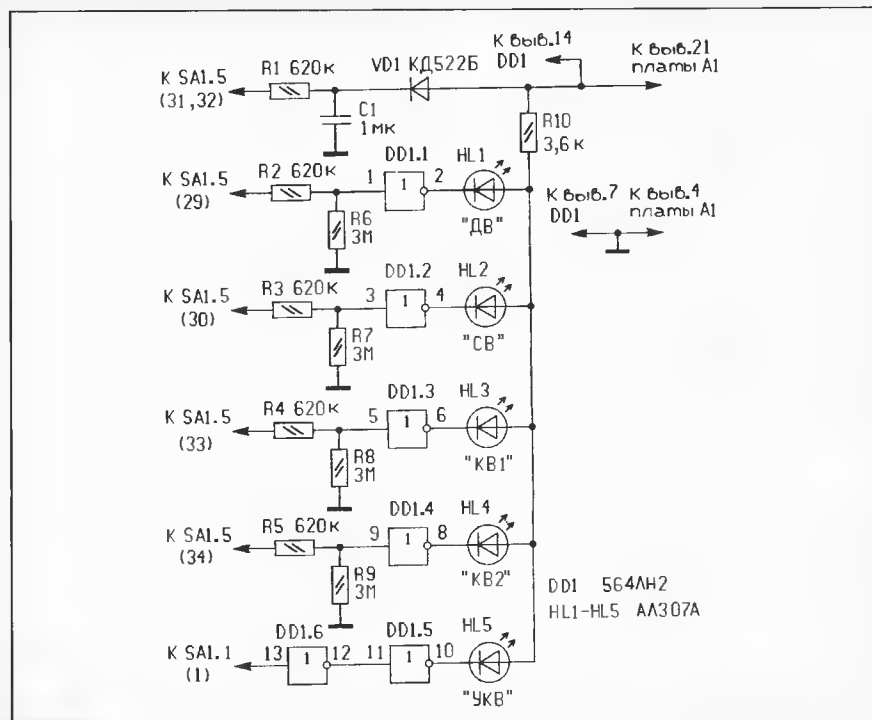 К выв.14
DD1
К выв.21
платы А1
К SA1.5
(31,32)
R1 620к
VD1 КД522Б
C1
1мк
R10
3,6к
К SA1.5
(29)
R2 620к
1
DD1.1
1
2
HL1
"ДВ"
R6
3М
К выв.7
DD1
К выв.4
платы А1
К SA1.5
(30)
R3 620к
3
DD1.2
1
4
HL2
"СВ"
R7
3М
К SA1.5
(33)
R4 620к
5
DD1.3
1
6
HL3
"КВ1"
R8
3М
К SA1.5
(34)
R5 620к
9
DD1.4
1
8
HL4
"КВ2"
R9
3М
DD1 564ЛН2
HL1-HL5 АЛ307А
К SA1.1
(1)
13
DD1.6
1
12
11
DD1.5
1
10
HL5
"УКВ"